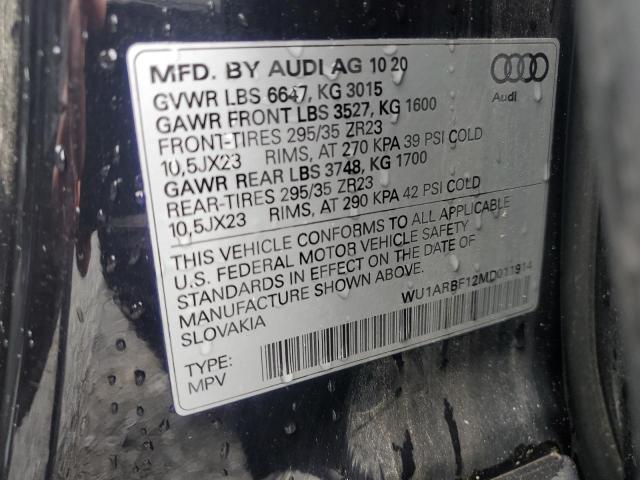 MFD. BY AUDI AG 10 20
Audi
GVWR LBS 6647, KG 3015
GAWR FRONT LBS 3527, KG 1600
FRONT-TIRES 295/35 ZR23
10,5JX23 RIMS, AT 270 KPA 39 PSI COLD
GAWR REAR LBS 3748, KG 1700
REAR-TIRES 295/35 ZR23
10,5JX23 RIMS, AT 290 KPA 42 PSI COLD
THIS VEHICLE CONFORMS TO ALL APPLICABLE
U.S. FEDERAL MOTOR VEHICLE SAFETY
STANDARDS IN EFFECT ON THE DATE OF
MANUFACTURE SHOWN ABOVE.
SLOVAKIA
WU1ARBF12MD011914
TYPE:
MPV